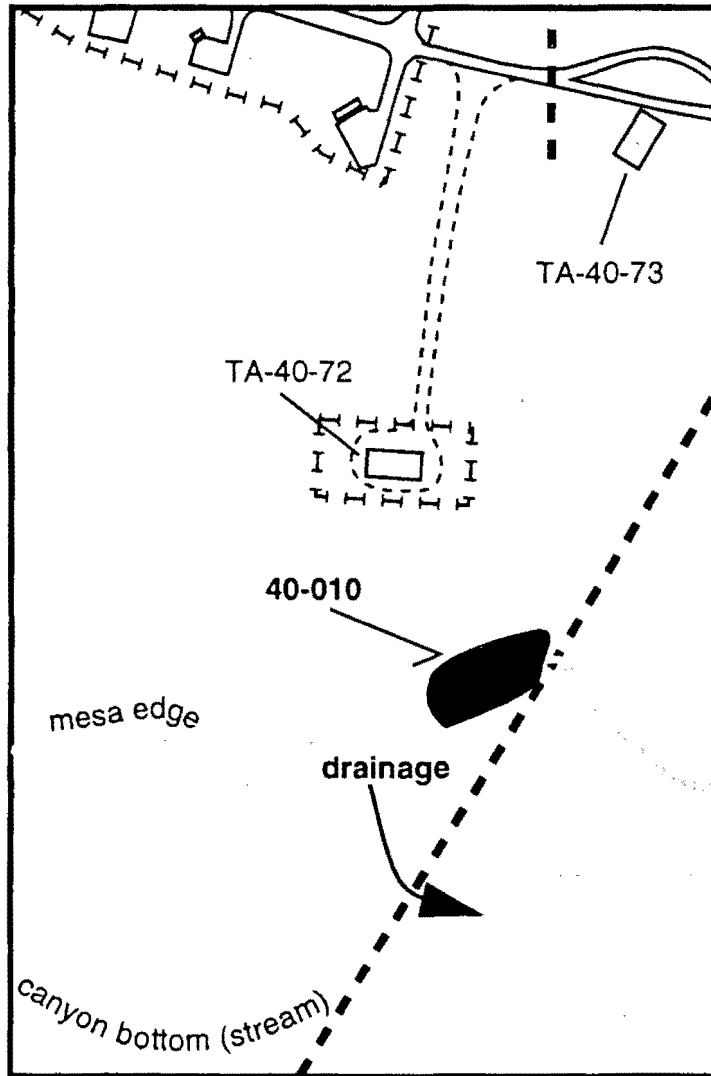 TA-40-73
TA-40-72
40-010
mesa edge
drainage
canyon bottom (stream)